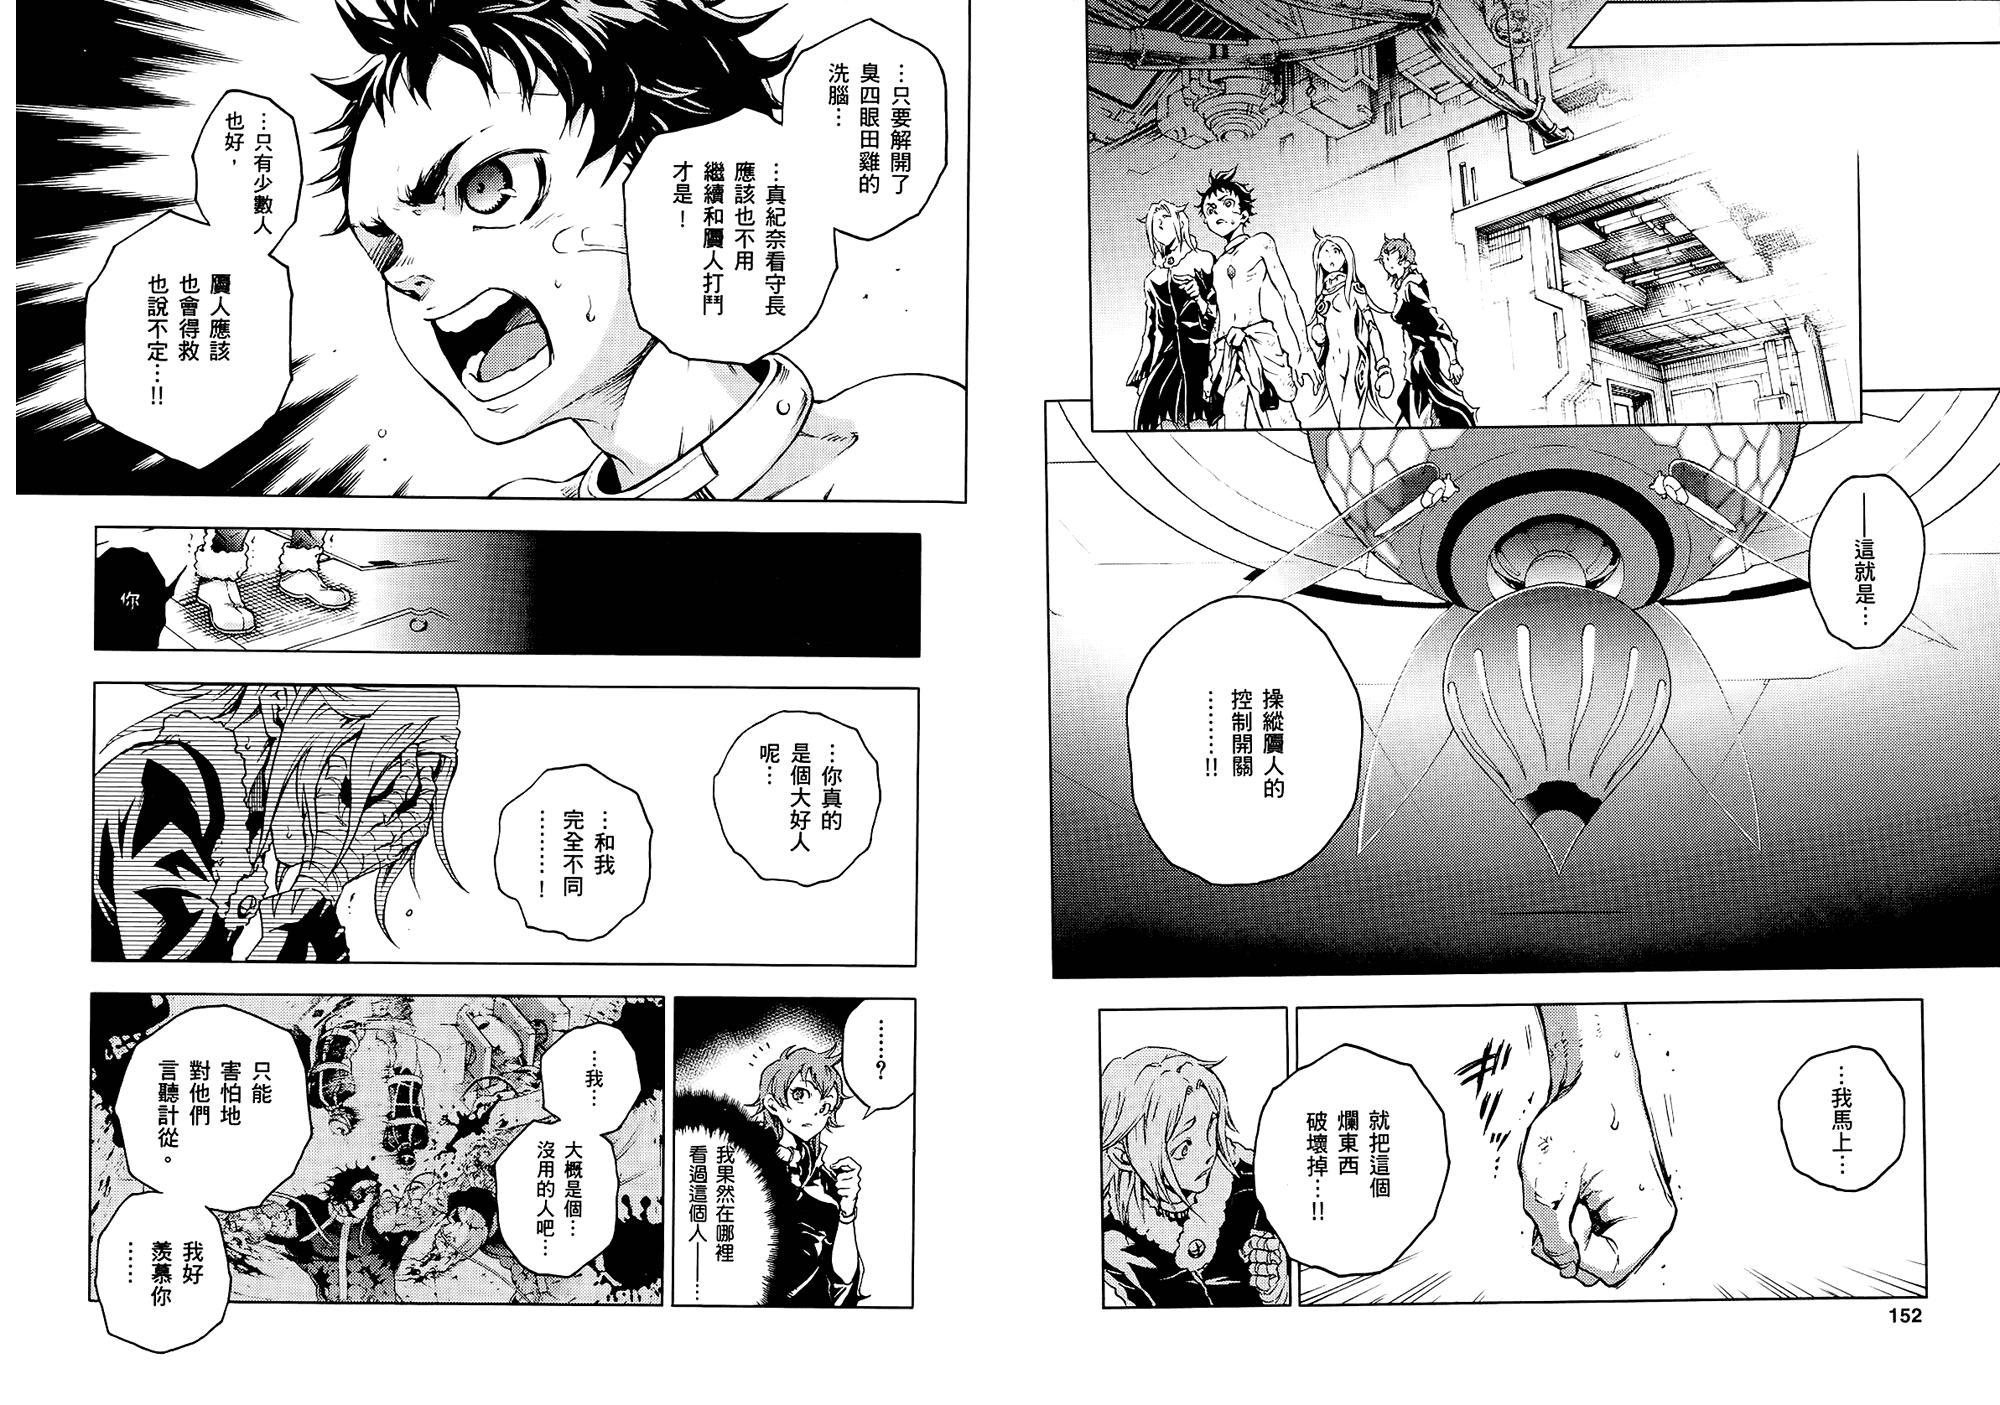 ──這就是…
操縱贗人的
控制開關
………!!
…我馬上…
就把這個
爛東西
破壞掉…!!
152
…只要解開了
臭四眼田雞的
洗腦…
…真紀奈看守長
應該也不用
繼續和贗人打鬥
才是！
…只有少數人
也好，
贗人應該
也會得救
也說不定…!!
你
…你真的
是個大好人
呢…
…和我
完全不同
………！
……？
我果然在哪裡
看過這個人──…
…我…
大概是個…
沒用的人吧…
只能
害怕地
對他們
言聽計從。
我好
羨慕你
……